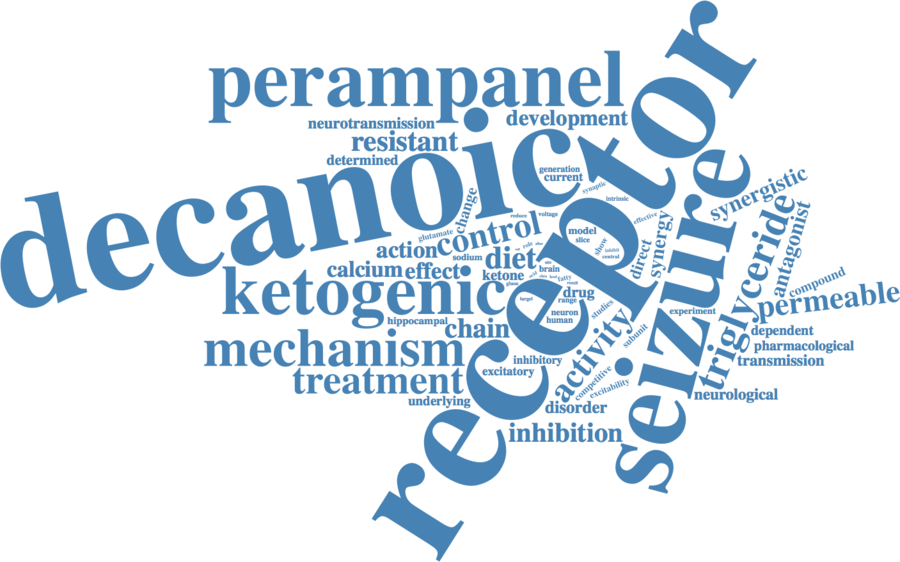 perampanel
neurotransmission
development
resistant
determined
decanoic
receptor
seizure
generation
current
synaptic
intrinsic
change
glutamate
reduce
voltage
effective
synergistic
control
action
sodium
model
slice
show
inhibit
central
direct
synergy
triglyceride
antagonist
calcium
effect
diet
ketone
brain
fatty
ketogenic
drug
range
target
compound
permeable
hippocampal
chain
neuron
human
studies
subunit
experiment
activity
dependent
pharmacological
transmission
mechanism
inhibitory
excitatory
treatment
competitive
excitability
neurological
underlying
disorder
inhibition